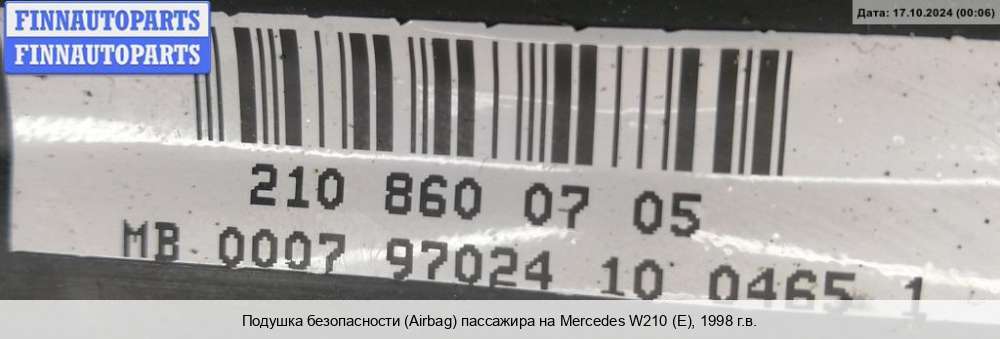 FINNAUTOPARTS
FINNAUTOPARTS
Дата: 17.10.2024 (00:06)
210 860 07 05
MB 0007 97024 10 0465 1
Подушка безопасности (Airbag) пассажира на Mercedes W210 (E), 1998 г.в.